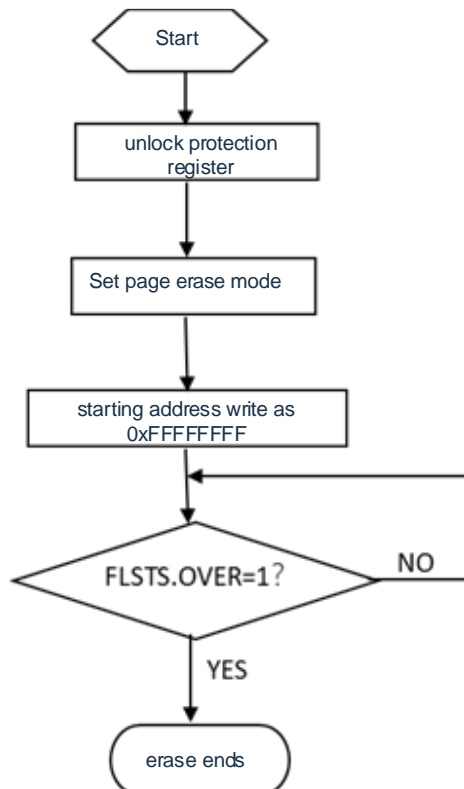 Start
unlock protection
register
Set page erase mode
starting address write as
0xFFFFFFFF
FLSTS.OVER=1?
NO
YES
erase ends